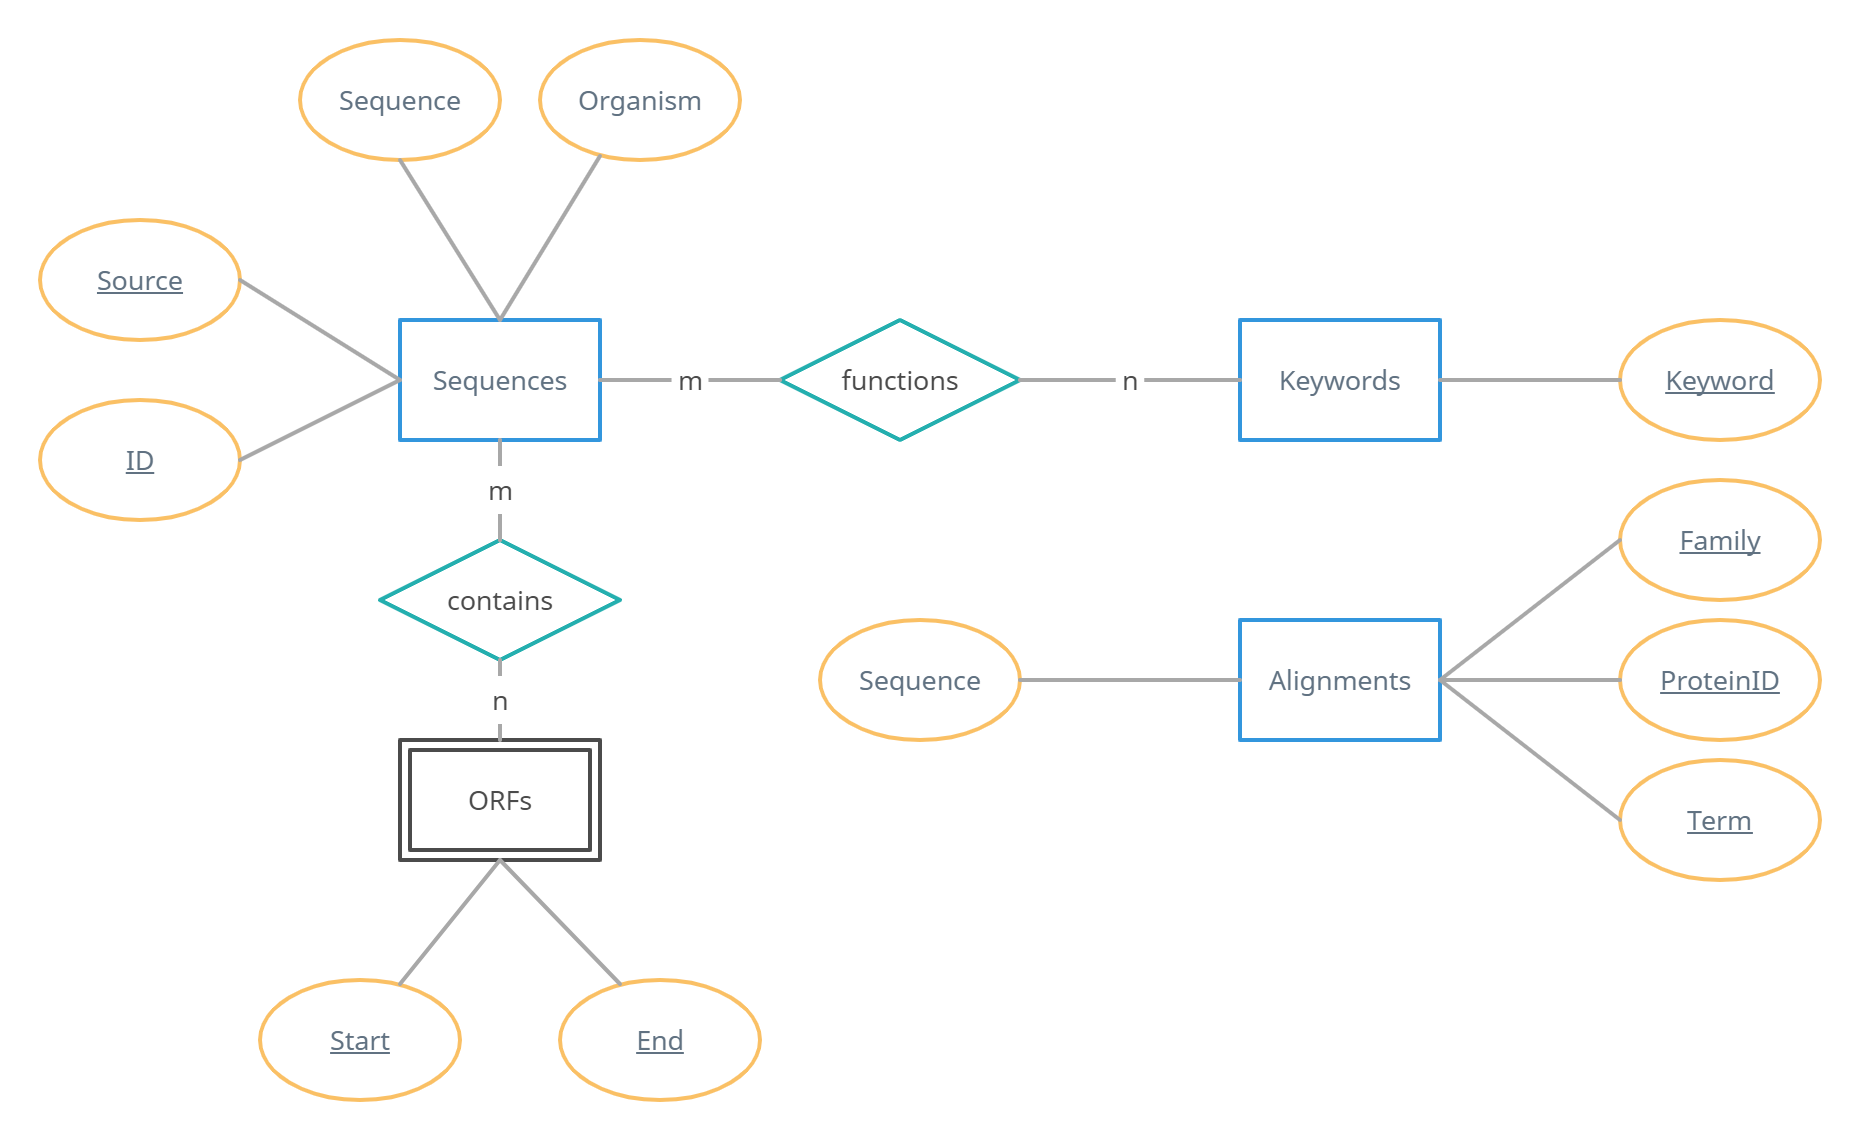 Sequence
Organism
Source
Sequences
m
functions
n
Keywords
Keyword
ID
m
Family
contains
Sequence
Alignments
ProteinID
n
ORFs
Term
Start
End